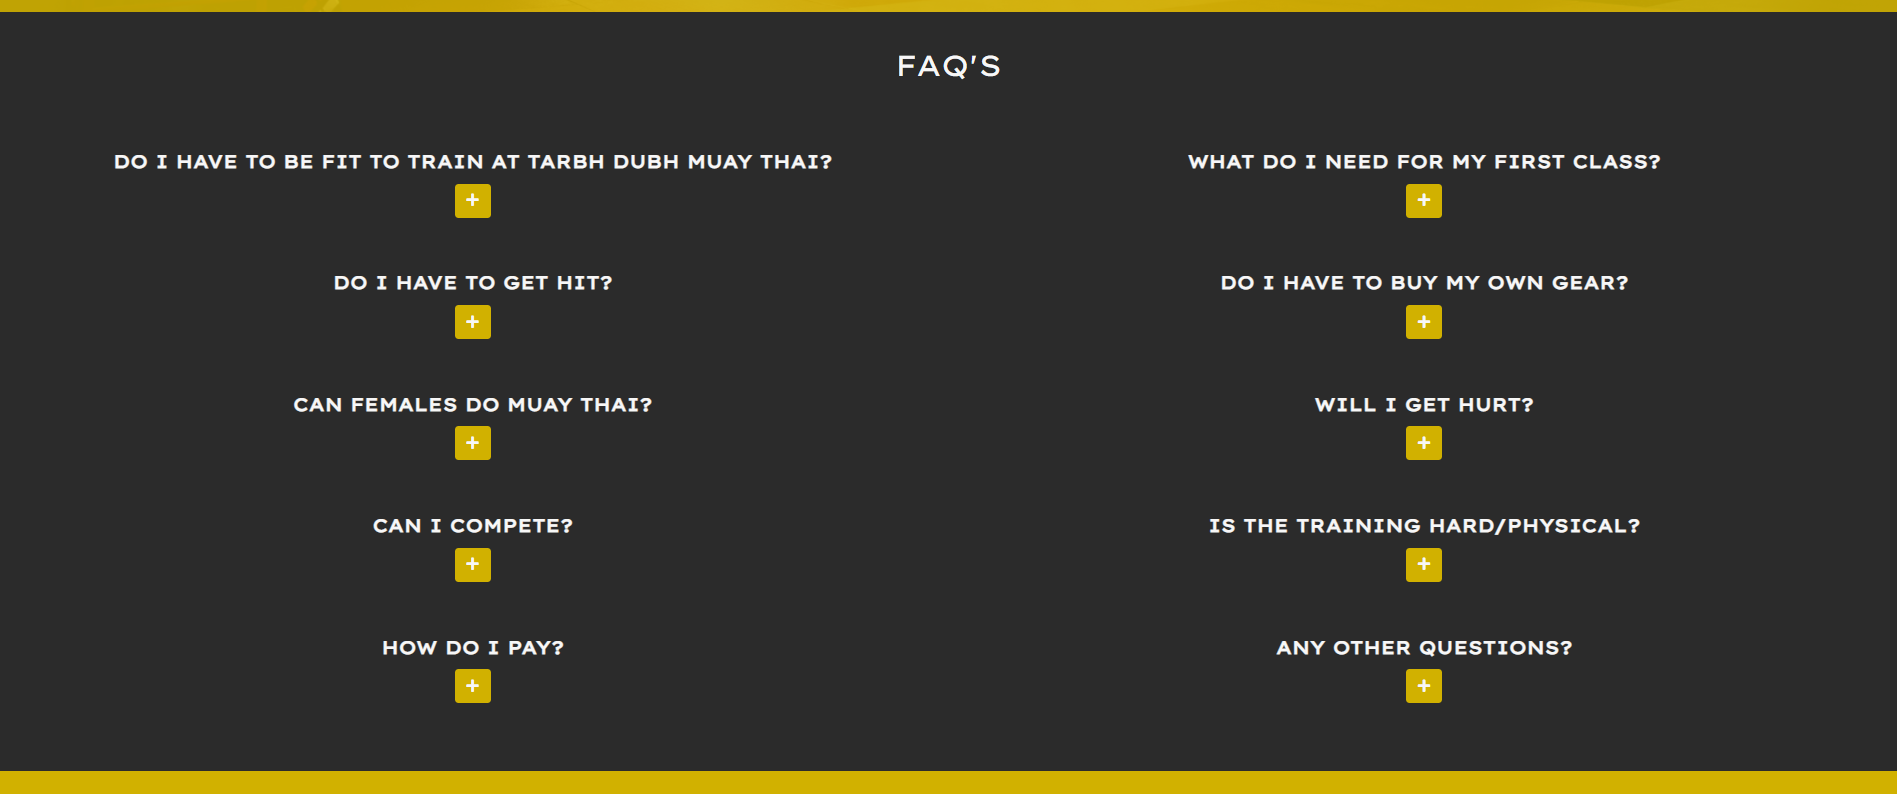 FAQ'S
DO I HAVE TO BE FIT TO TRAIN AT TARBH DUBH MUAY THAI?
+
WHAT DO I NEED FOR MY FIRST CLASS?
+
DO I HAVE TO GET HIT?
+
DO I HAVE TO BUY MY OWN GEAR?
+
CAN FEMALES DO MUAY THAI?
+
WILL I GET HURT?
+
CAN I COMPETE?
+
IS THE TRAINING HARD/PHYSICAL?
+
HOW DO I PAY?
+
ANY OTHER QUESTIONS?
+